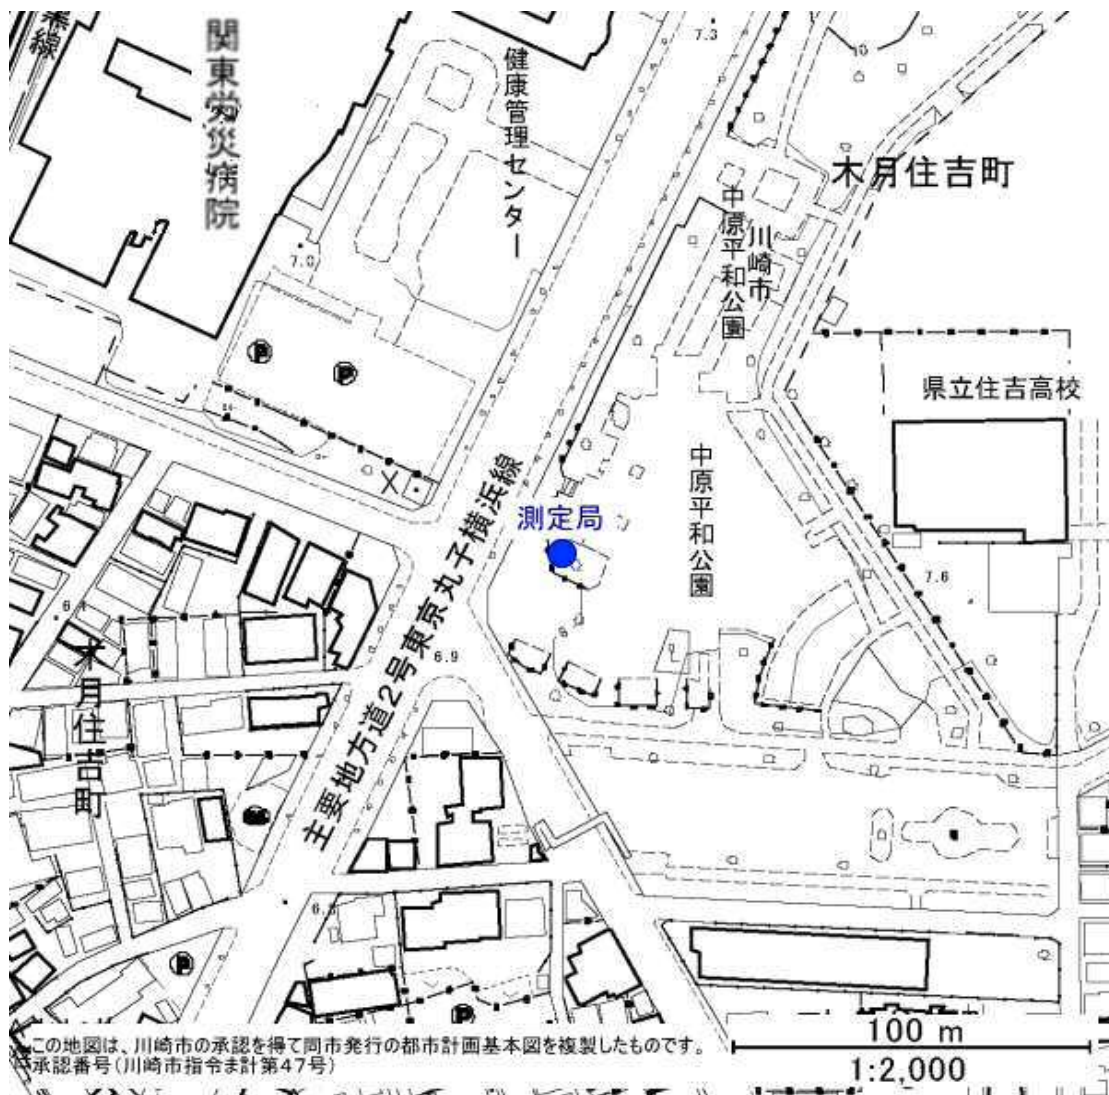 業線
関東労災病院
健康管理センター
7.3
木月住吉町
川崎市
中原平和公園
7.0
県立住吉高校
中原平和公園
測定局
主要地方道2号東京丸子横浜線
7.6
6.9
木月住吉町
100 m
1:2,000
この地図は、川崎市の承認を得て同市発行の都市計画基本図を複製したものです。
承認番号(川崎市指令ま計第47号)